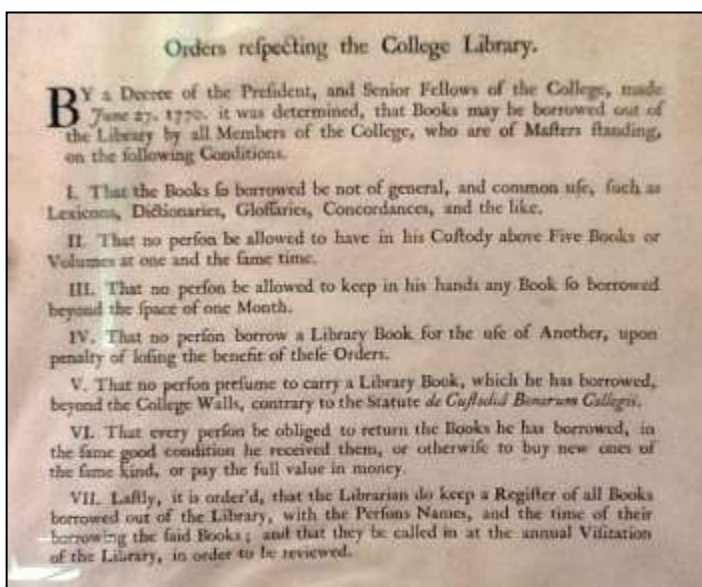 Orders reſpecting the College Library.
BY a Decree of the Preſident, and Senior Fellows of the College, made
June 27. 1770. it was determined, that Books may be borrowed out of
the Library by all Members of the College, who are of Maſters ſtanding,
on the following Conditions.
I. That the Books ſo borrowed be not of general, and common uſe, ſuch as
Lexicons, Dictionaries, Gloſſaries, Concordances, and the like.
II. That no perſon be allowed to have in his Cuſtody above Five Books or
Volumes at one and the ſame time.
III. That no perſon be allowed to keep in his hands any Book ſo borrowed
beyond the ſpace of one Month.
IV. That no perſon borrow a Library Book for the uſe of Another, upon
penalty of loſing the benefit of theſe Orders.
V. That no perſon preſume to carry a Library Book, which he has borrowed,
beyond the College Walls, contrary to the Statute de Cuſtodiâ Bonorum Collegii.
VI. That every perſon be obliged to return the Books he has borrowed, in
the ſame good condition he received them, or otherwiſe to buy new ones of
the ſame kind, or pay the full value in money.
VII. Laſtly, it is order'd, that the Librarian do keep a Regiſter of all Books
borrowed out of the Library, with the Perſons Names, and the time of their
borrowing the ſaid Books; and that they be called in at the annual Viſitation
of the Library, in order to be reviewed.